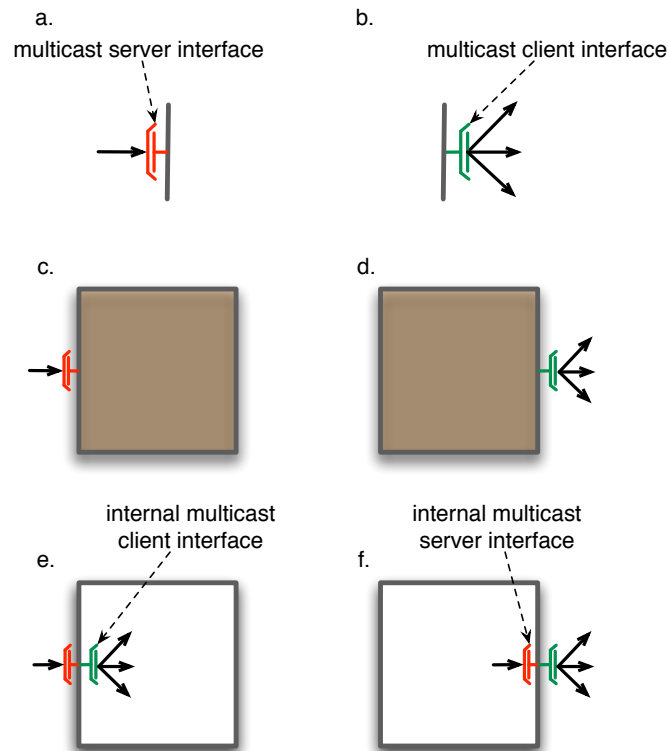 a.
multicast server interface
b.
multicast client interface
c.
d.
internal multicast
client interface
e.
internal multicast
server interface
f.